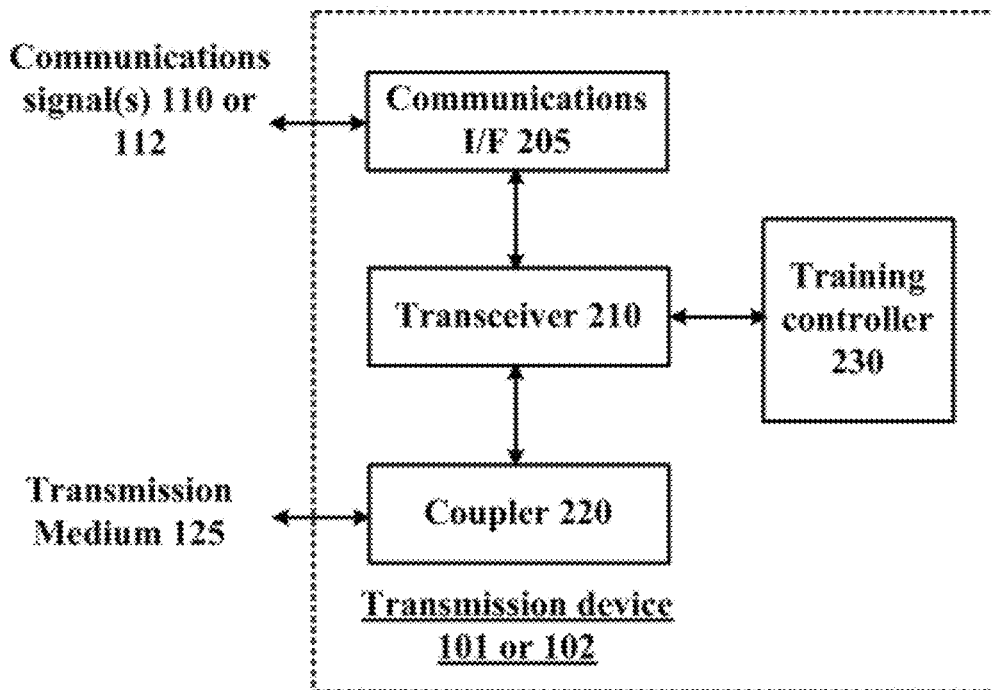 Communications
signal(s) 110 or
112
Communications
I/F 205
Transceiver 210
Training
controller
230
Transmission
Medium 125
Coupler 220
Transmission device
101 or 102